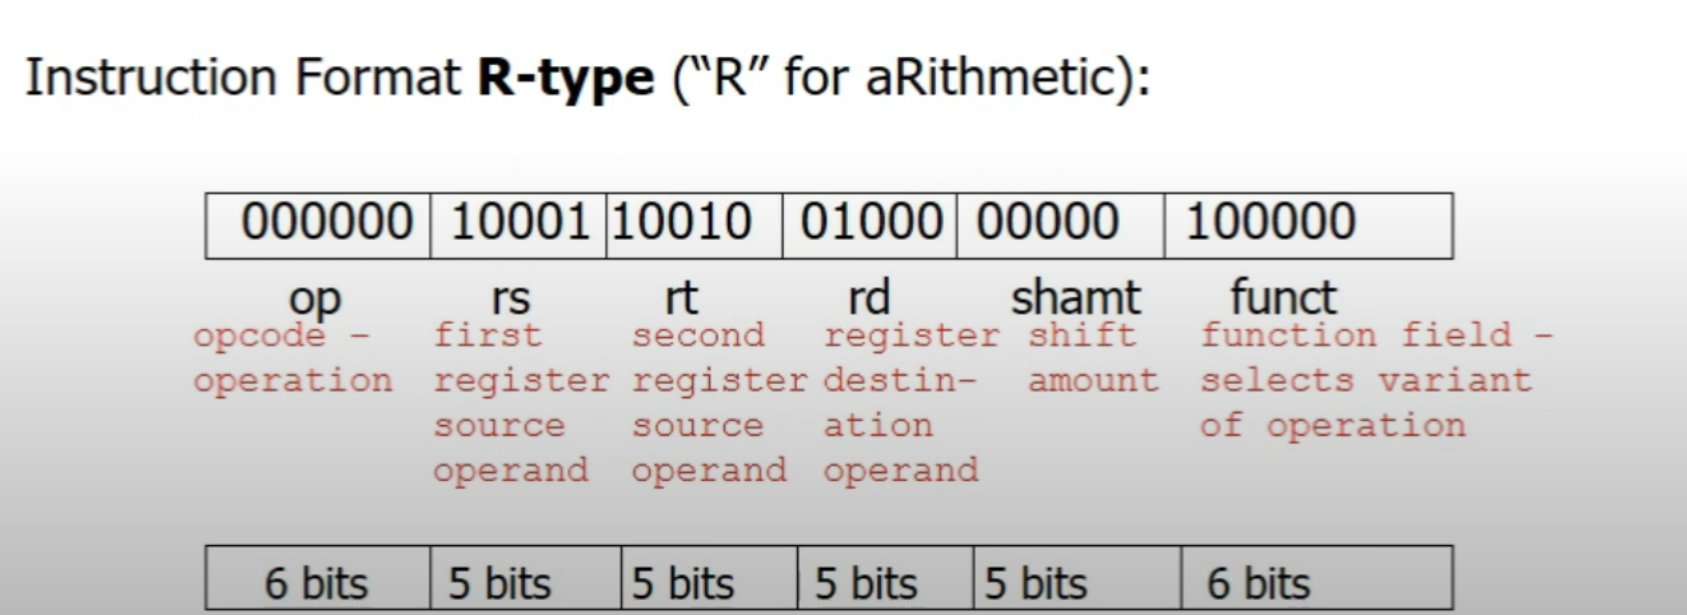 Instruction Format R-type (“R” for aRithmetic):
000000 10001 10010 01000 00000 100000
op rs rt rd shamt funct
opcode - first second register shift function field -
operation register register destin- amount selects variant
source source ation of operation
operand operand operand
6 bits 5 bits 5 bits 5 bits 5 bits 6 bits